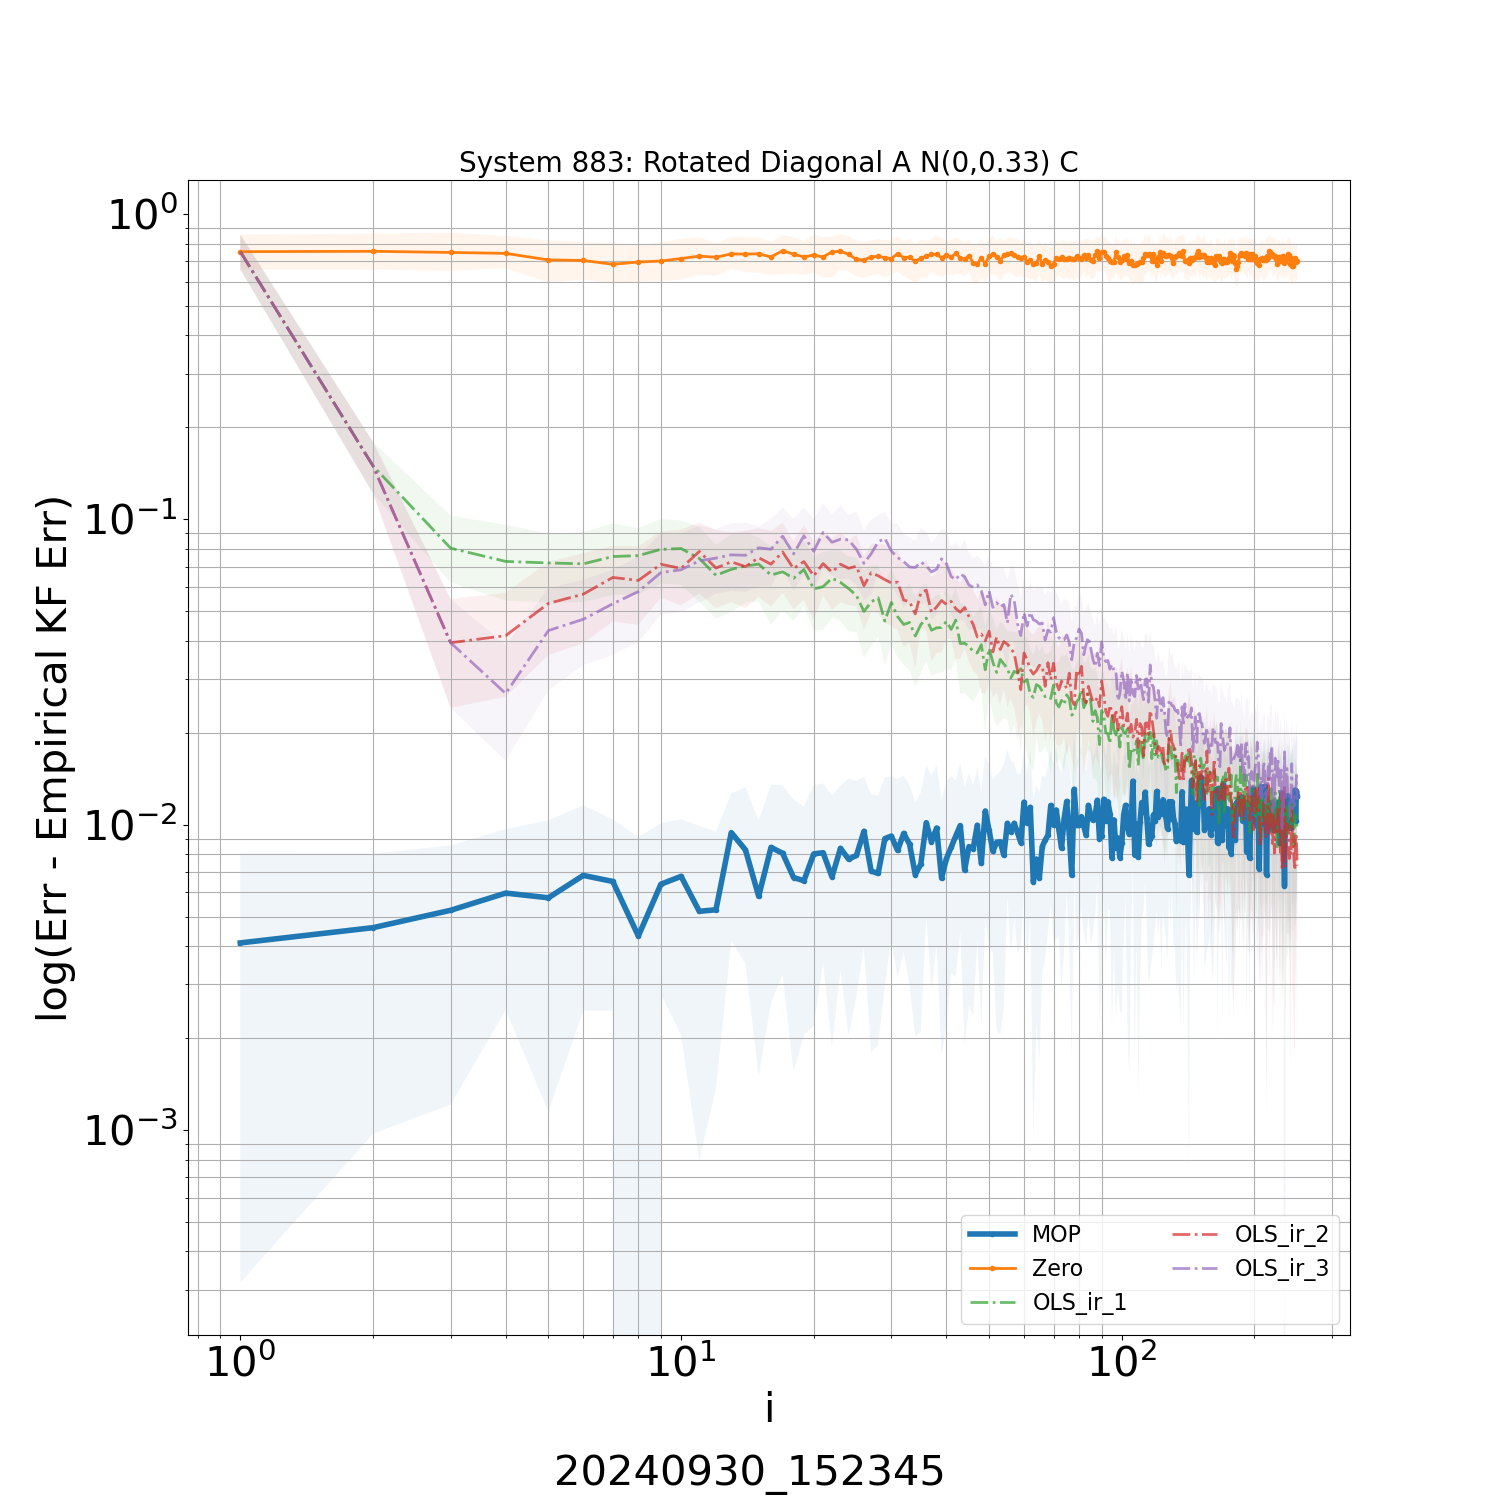 System 883: Rotated Diagonal A N(0,0.33) C
log(Err - Empirical KF Err)
10^0
10^-1
10^-2
10^-3
MOP
Zero
OLS_ir_1
OLS_ir_2
OLS_ir_3
10^0
10^1
10^2
i
20240930_152345